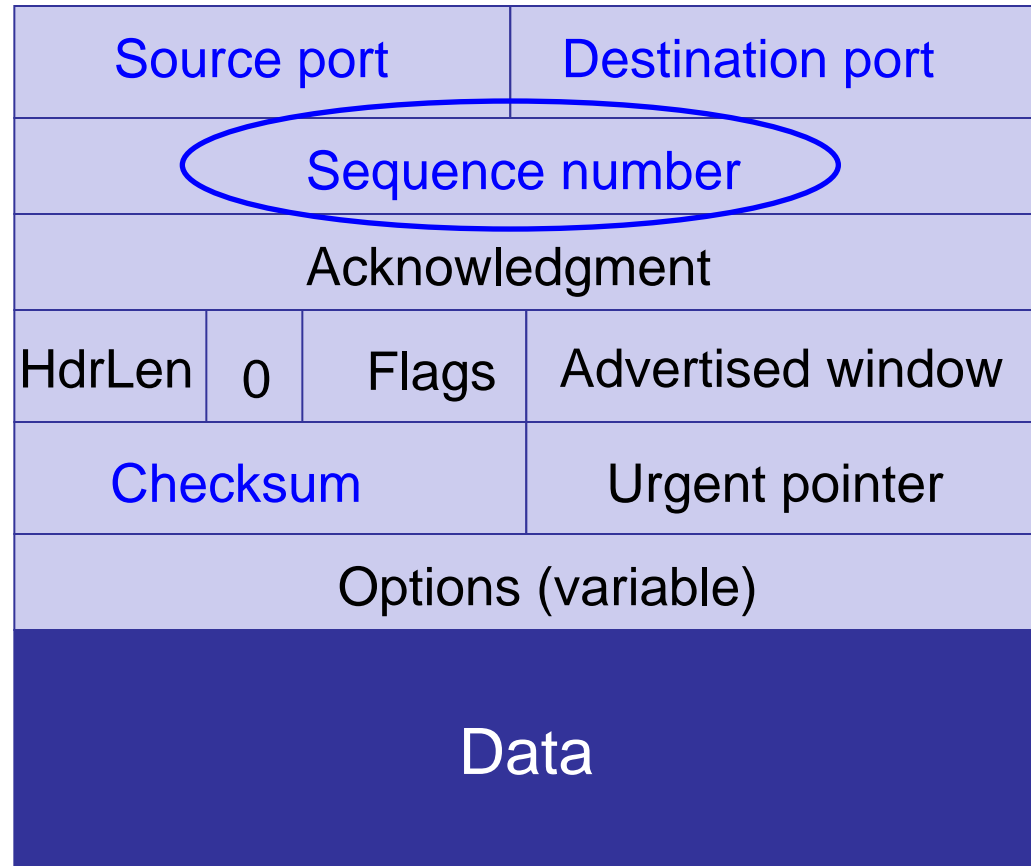 Source port Destination port
Sequence number
Acknowledgment
HdrLen 0 Flags Advertised window
Checksum Urgent pointer
Options (variable)
Data